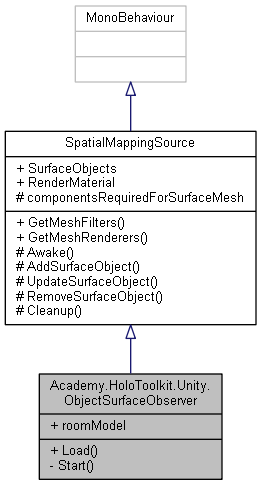 MonoBehaviour
SpatialMappingSource
+ SurfaceObjects
+ RenderMaterial
# componentsRequiredForSurfaceMesh
+ GetMeshFilters()
+ GetMeshRenderers()
# Awake()
# AddSurfaceObject()
# UpdateSurfaceObject()
# RemoveSurfaceObject()
# Cleanup()
Academy.HoloToolkit.Unity.
ObjectSurfaceObserver
+ roomModel
+ Load()
- Start()